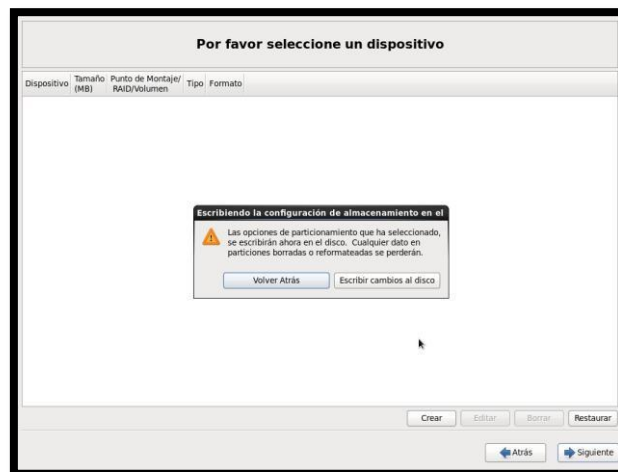 Por favor seleccione un dispositivo
Dispositivo Tamaño (MB) Punto de Montaje/ RAID/Volumen Tipo Formato
Escribiendo la configuración de almacenamiento en el
Las opciones de particionamiento que ha seleccionado,
se escribirán ahora en el disco. Cualquier dato en
particiones borradas o reformateadas se perderán.
Volver Atrás Escribir cambios al disco
Crear Editar Borrar Restaurar
Atrás Siguiente